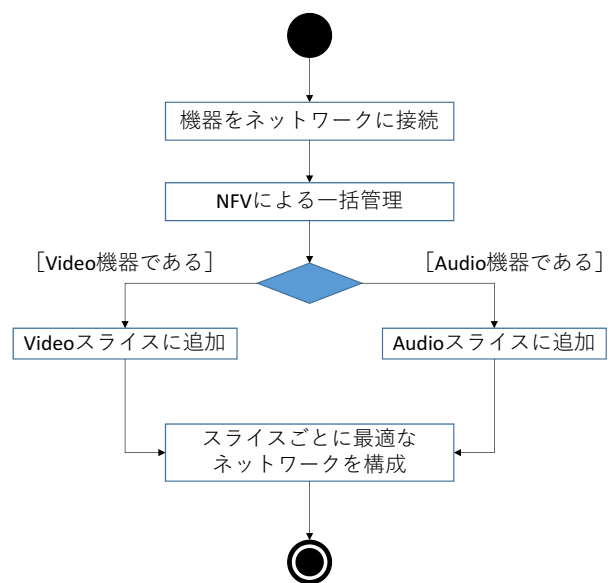 機器をネットワークに接続
NFVによる一括管理
［Video機器である］
［Audio機器である］
Videoスライスに追加
Audioスライスに追加
スライスごとに最適な
ネットワークを構成